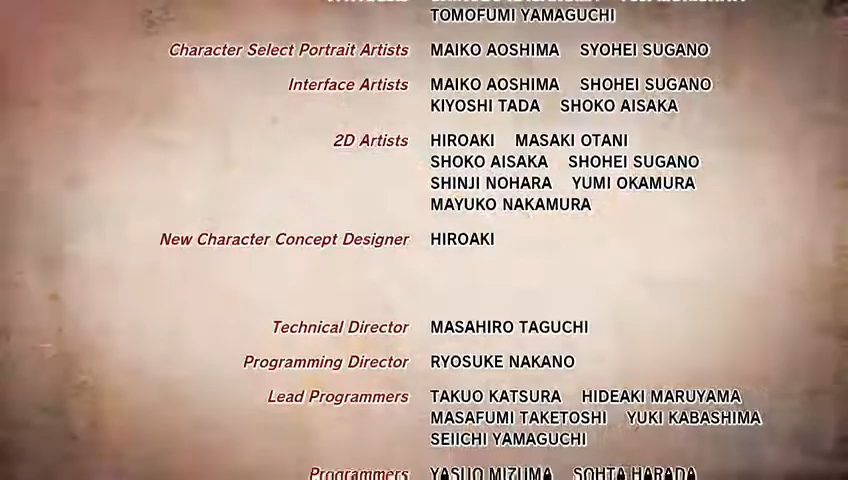 TOMOFUMI YAMAGUCHI
Character Select Portrait Artists MAIKO AOSHIMA SYOHEI SUGANO
Interface Artists MAIKO AOSHIMA SHOHEI SUGANO
KIYOSHI TADA SHOKO AISAKA
2D Artists HIROAKI MASAKI OTANI
SHOKO AISAKA SHOHEI SUGANO
SHINJI NOHARA YUMI OKAMURA
MAYUKO NAKAMURA
New Character Concept Designer HIROAKI
Technical Director MASAHIRO TAGUCHI
Programming Director RYOSUKE NAKANO
Lead Programmers TAKUO KATSURA HIDEAKI MARUYAMA
MASAFUMI TAKETOSHI YUKI KABASHIMA
SEIICHI YAMAGUCHI
Programmers YASUO MIZUMA SOHTA HARADA